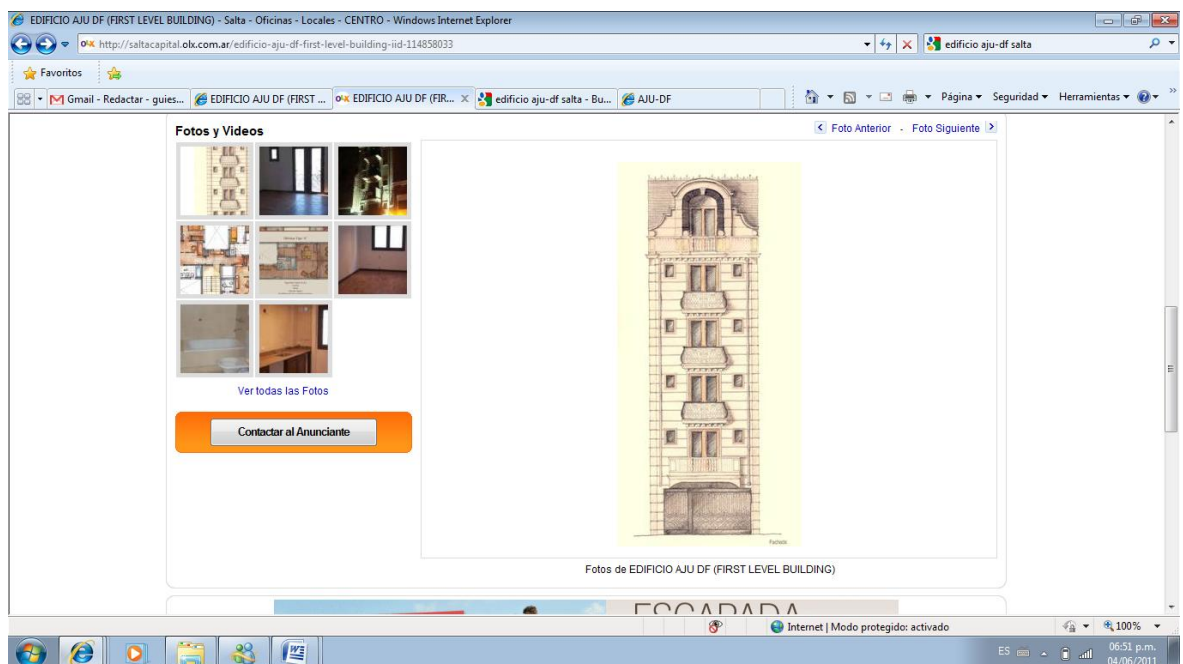 EDIFICIO AJU DF (FIRST LEVEL BUILDING) - Salta - Oficinas - Locales - CENTRO - Windows Internet Explorer
olx http://saltacapital.olx.com.ar/edificio-aju-df-first-level-building-iid-114858033
edificio aju-df salta
Favoritos
Gmail - Redactar - guies...
EDIFICIO AJU DF (FIRST ...
olx EDIFICIO AJU DF (FIR...
edificio aju-df salta - Bu...
AJU-DF
Página
Seguridad
Herramientas
Fotos y Videos
Foto Anterior - Foto Siguiente
Ver todas las Fotos
Contactar al Anunciante
Fachada
Fotos de EDIFICIO AJU DF (FIRST LEVEL BUILDING)
ESCAPADA
Internet | Modo protegido: activado
100%
ES
06:51 p.m.
04/06/2011